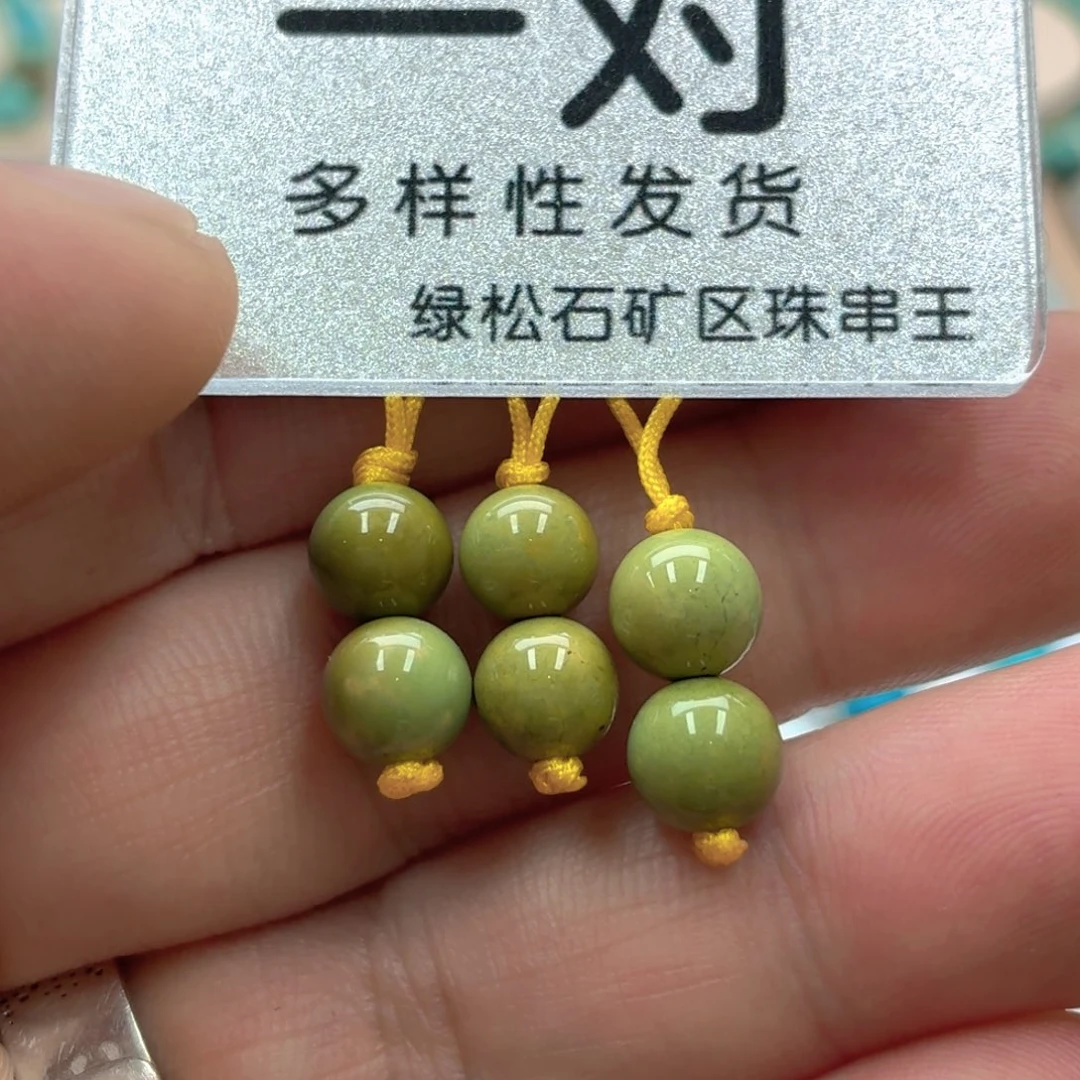 一对
多样性发货
绿松石矿区珠串王